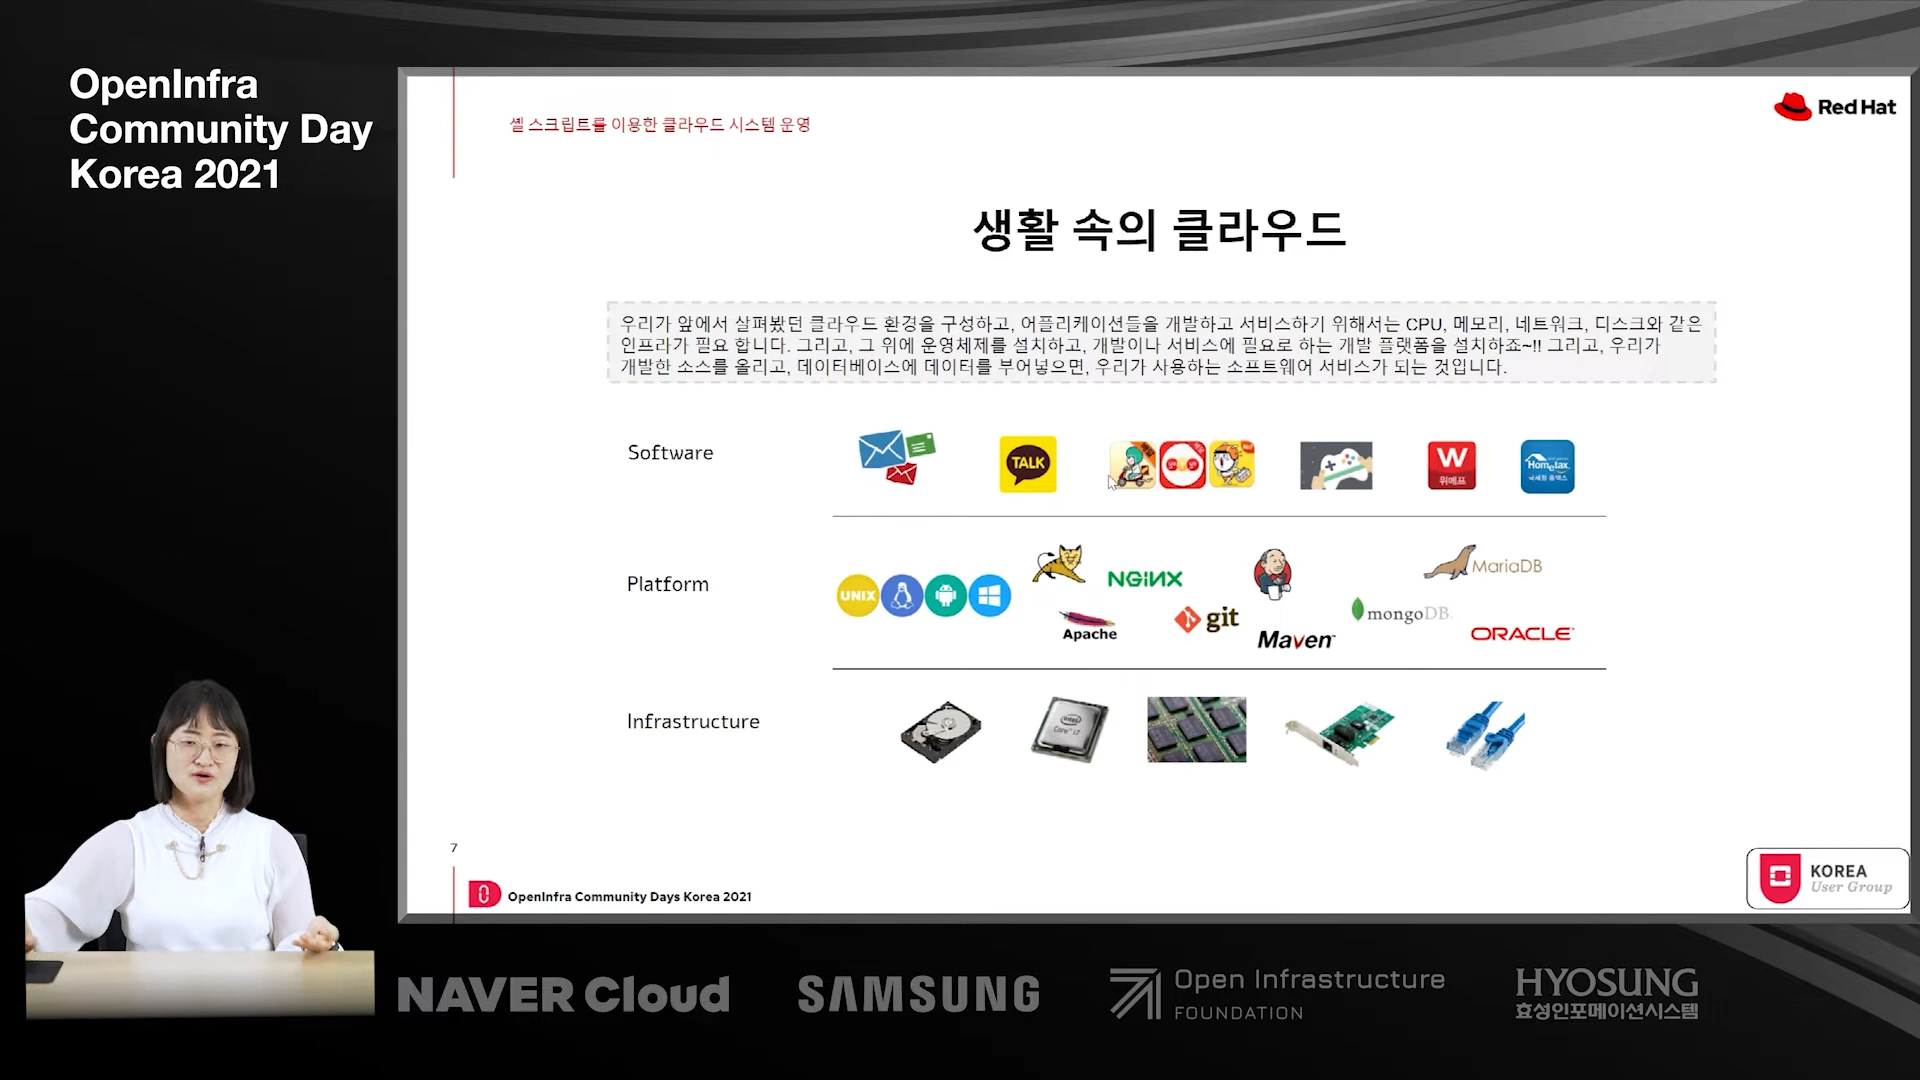 OpenInfra
Community Day
Korea 2021
셸 스크립트를 이용한 클라우드 시스템 운영
Red Hat
생활 속의 클라우드
우리가 앞에서 살펴봤던 클라우드 환경을 구성하고, 어플리케이션들을 개발하고 서비스하기 위해서는 CPU, 메모리, 네트워크, 디스크와 같은
인프라가 필요 합니다. 그리고, 그 위에 운영체제를 설치하고, 개발이나 서비스에 필요로 하는 개발 플랫폼을 설치하죠~!! 그리고, 우리가
개발한 소스를 올리고, 데이터베이스에 데이터를 부어넣으면, 우리가 사용하는 소프트웨어 서비스가 되는 것입니다.
Software
TALK
W
위메프
Hometax.
국세청 홈택스
Platform
UNIX
NGINX
Apache
git
Maven
MariaDB
mongoDB
ORACLE
Infrastructure
intel
Core i7
7
OpenInfra Community Days Korea 2021
KOREA
User Group
NAVER Cloud
SAMSUNG
Open Infrastructure
FOUNDATION
HYOSUNG
효성인포메이션시스템